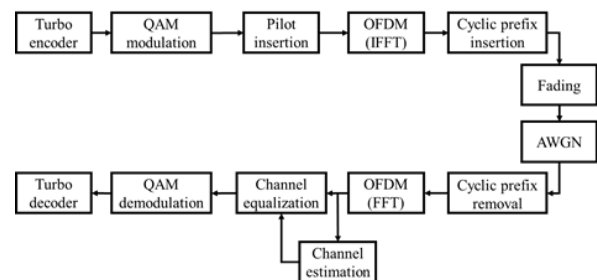 Turbo
encoder
QAM
modulation
Pilot
insertion
OFDM
(IFFT)
Cyclic prefix
insertion
Fading
AWGN
Turbo
decoder
QAM
demodulation
Channel
equalization
OFDM
(FFT)
Cyclic prefix
removal
Channel
estimation